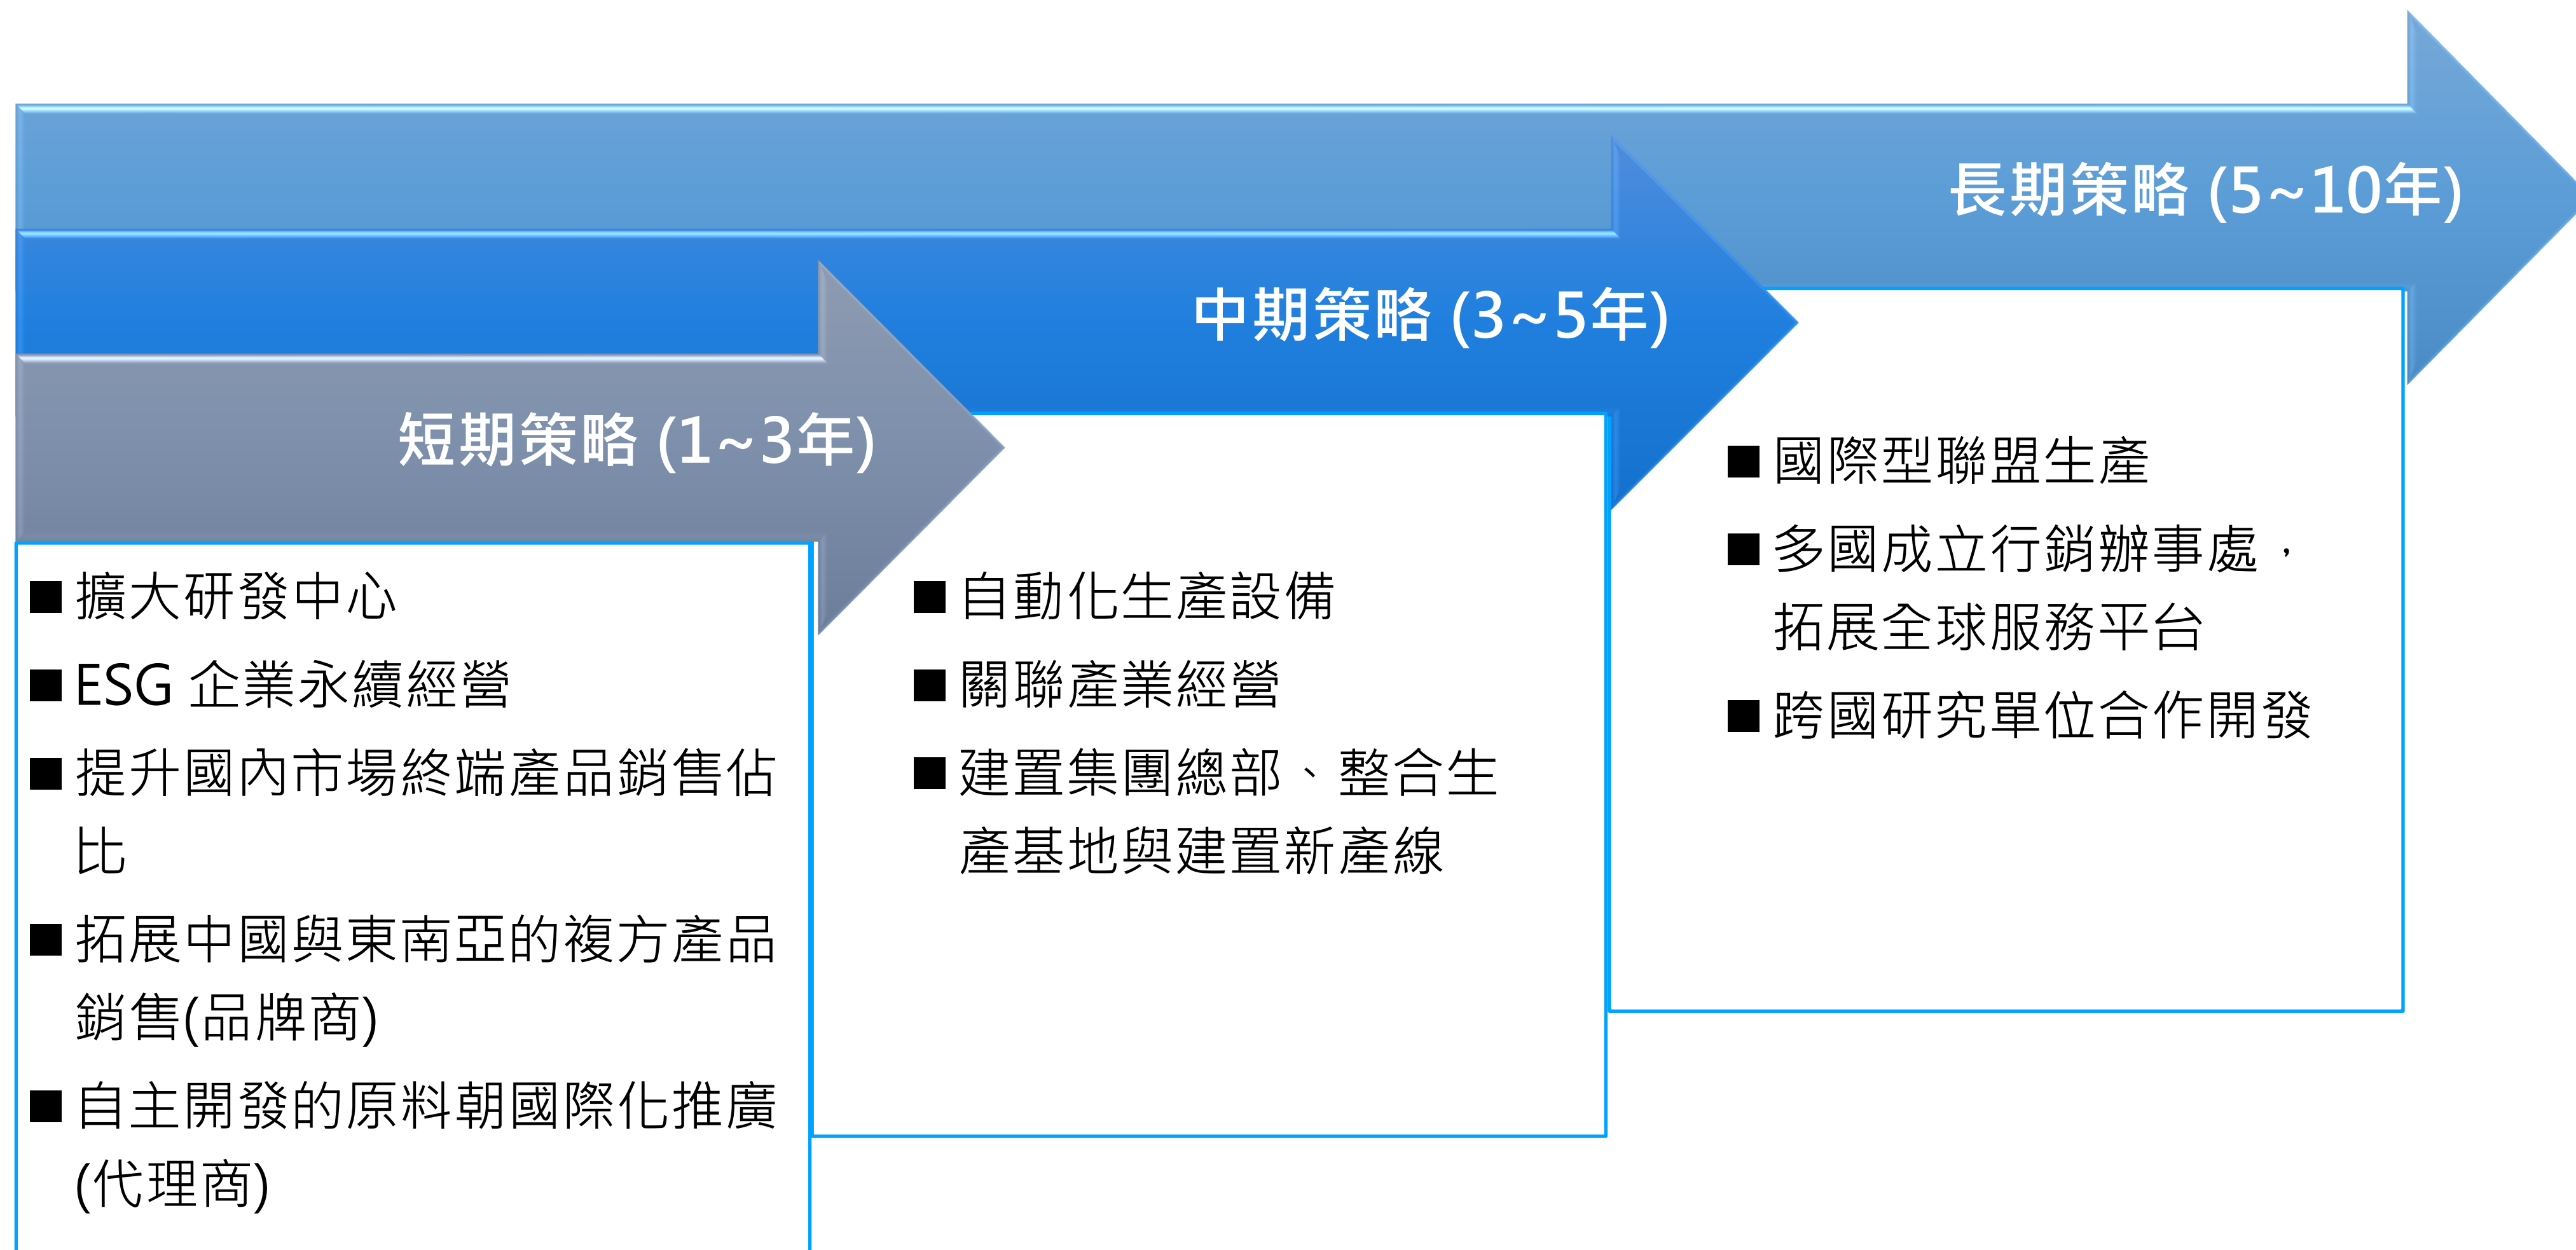 長期策略 (5~10年)
中期策略 (3~5年)
短期策略 (1~3年)
■擴大研發中心
■ESG 企業永續經營
■提升國內市場終端產品銷售佔
比
■拓展中國與東南亞的複方產品
銷售(品牌商)
■自主開發的原料朝國際化推廣
(代理商)
■自動化生產設備
■關聯產業經營
■建置集團總部、整合生
產基地與建置新產線
■國際型聯盟生產
■多國成立行銷辦事處，
拓展全球服務平台
■跨國研究單位合作開發